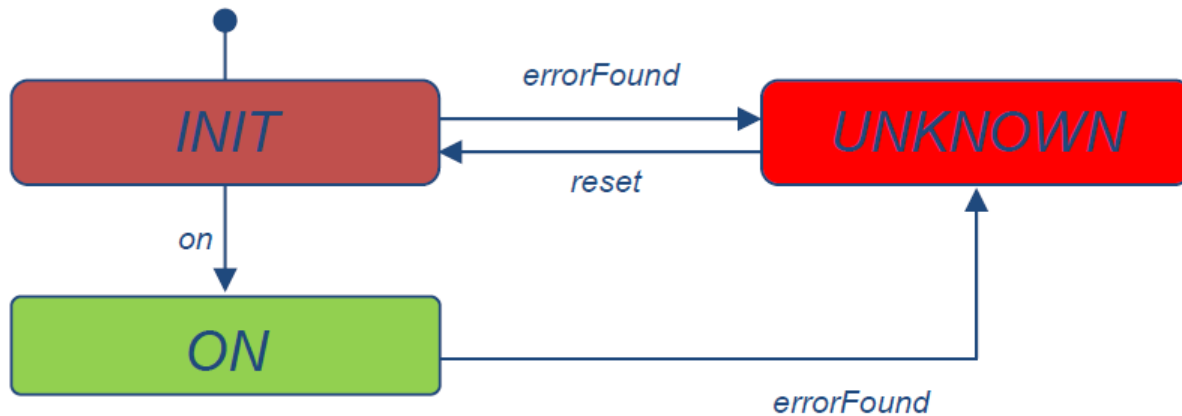 errorFound
INIT
UNKNOWN
reset
on
ON
errorFound